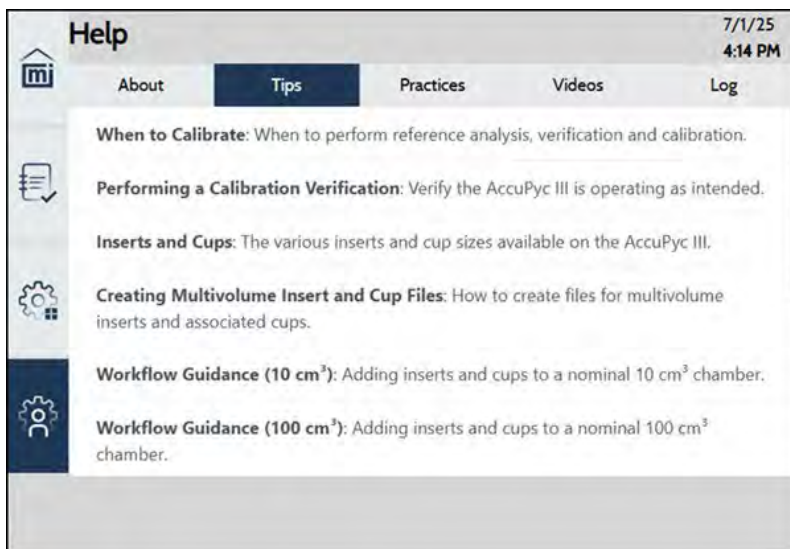 Help
7/1/25
4:14 PM
mi
About Tips Practices Videos Log
When to Calibrate: When to perform reference analysis, verification and calibration.
Performing a Calibration Verification: Verify the AccuPyc III is operating as intended.
Inserts and Cups: The various inserts and cup sizes available on the AccuPyc III.
Creating Multivolume Insert and Cup Files: How to create files for multivolume
inserts and associated cups.
Workflow Guidance (10 cm³): Adding inserts and cups to a nominal 10 cm³ chamber.
Workflow Guidance (100 cm³): Adding inserts and cups to a nominal 100 cm³
chamber.